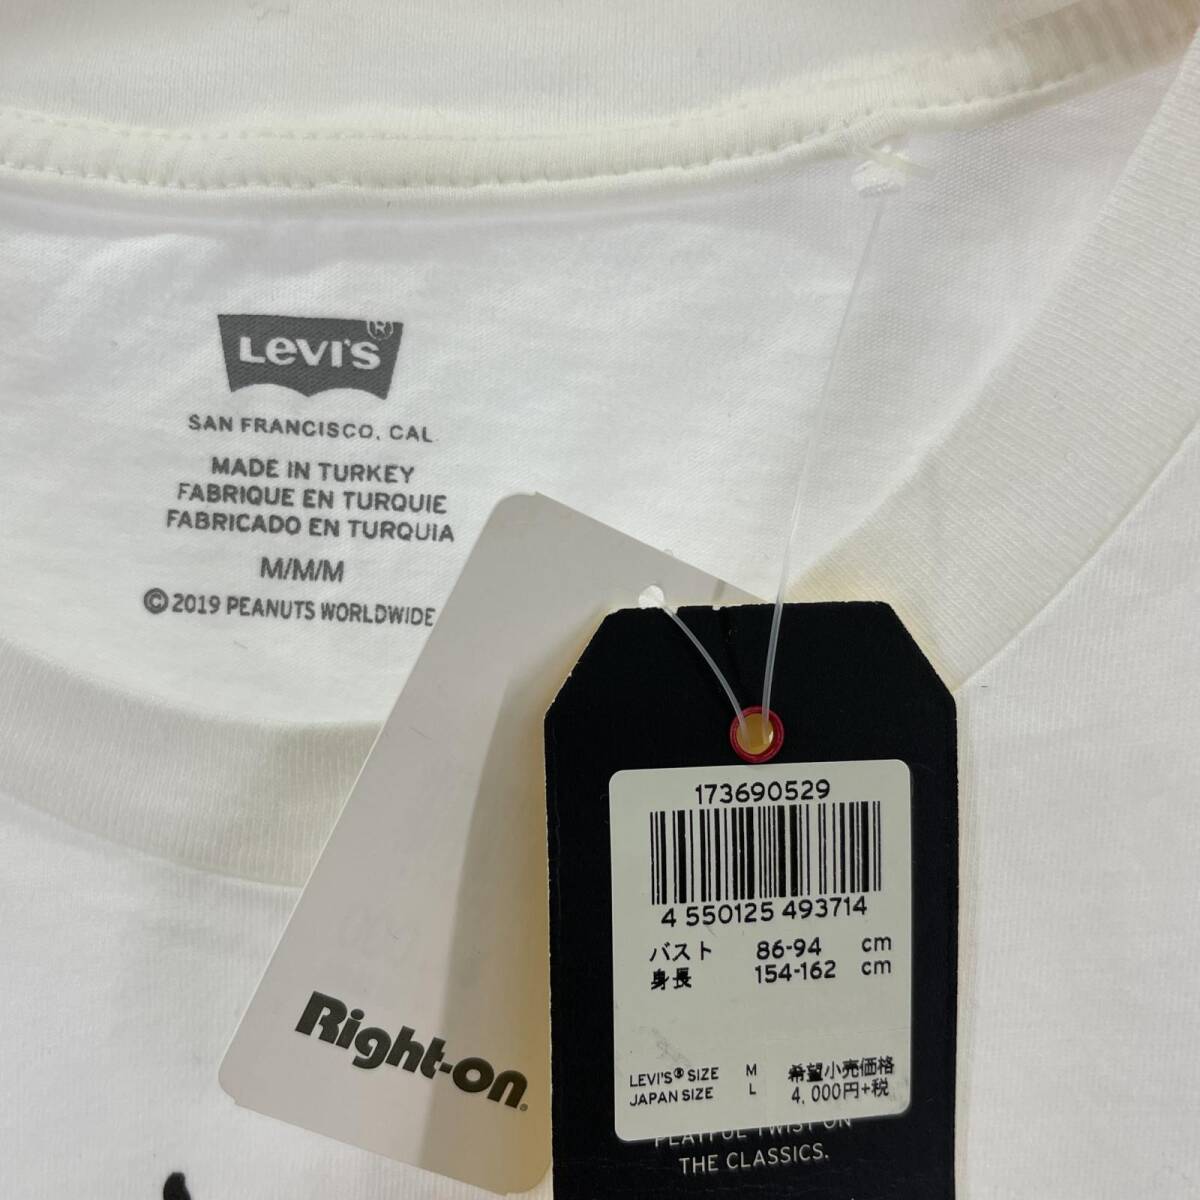 LEVI'S®
SAN FRANCISCO, CAL.
MADE IN TURKEY
FABRIQUE EN TURQUIE
FABRICADO EN TURQUIA
M/M/M
© 2019 PEANUTS WORLDWIDE
Right-on.
173690529
4 550125 493714
バスト 86-94 cm
身長 154-162 cm
LEVI'S® SIZE M
JAPAN SIZE L
希望小売価格
4,000円+税
PLAYFUL TWIST ON
THE CLASSICS.